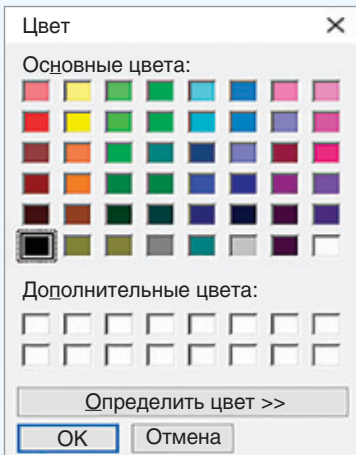 Цвет
Основные цвета:
Дополнительные цвета:
Определить цвет >>
OK Отмена